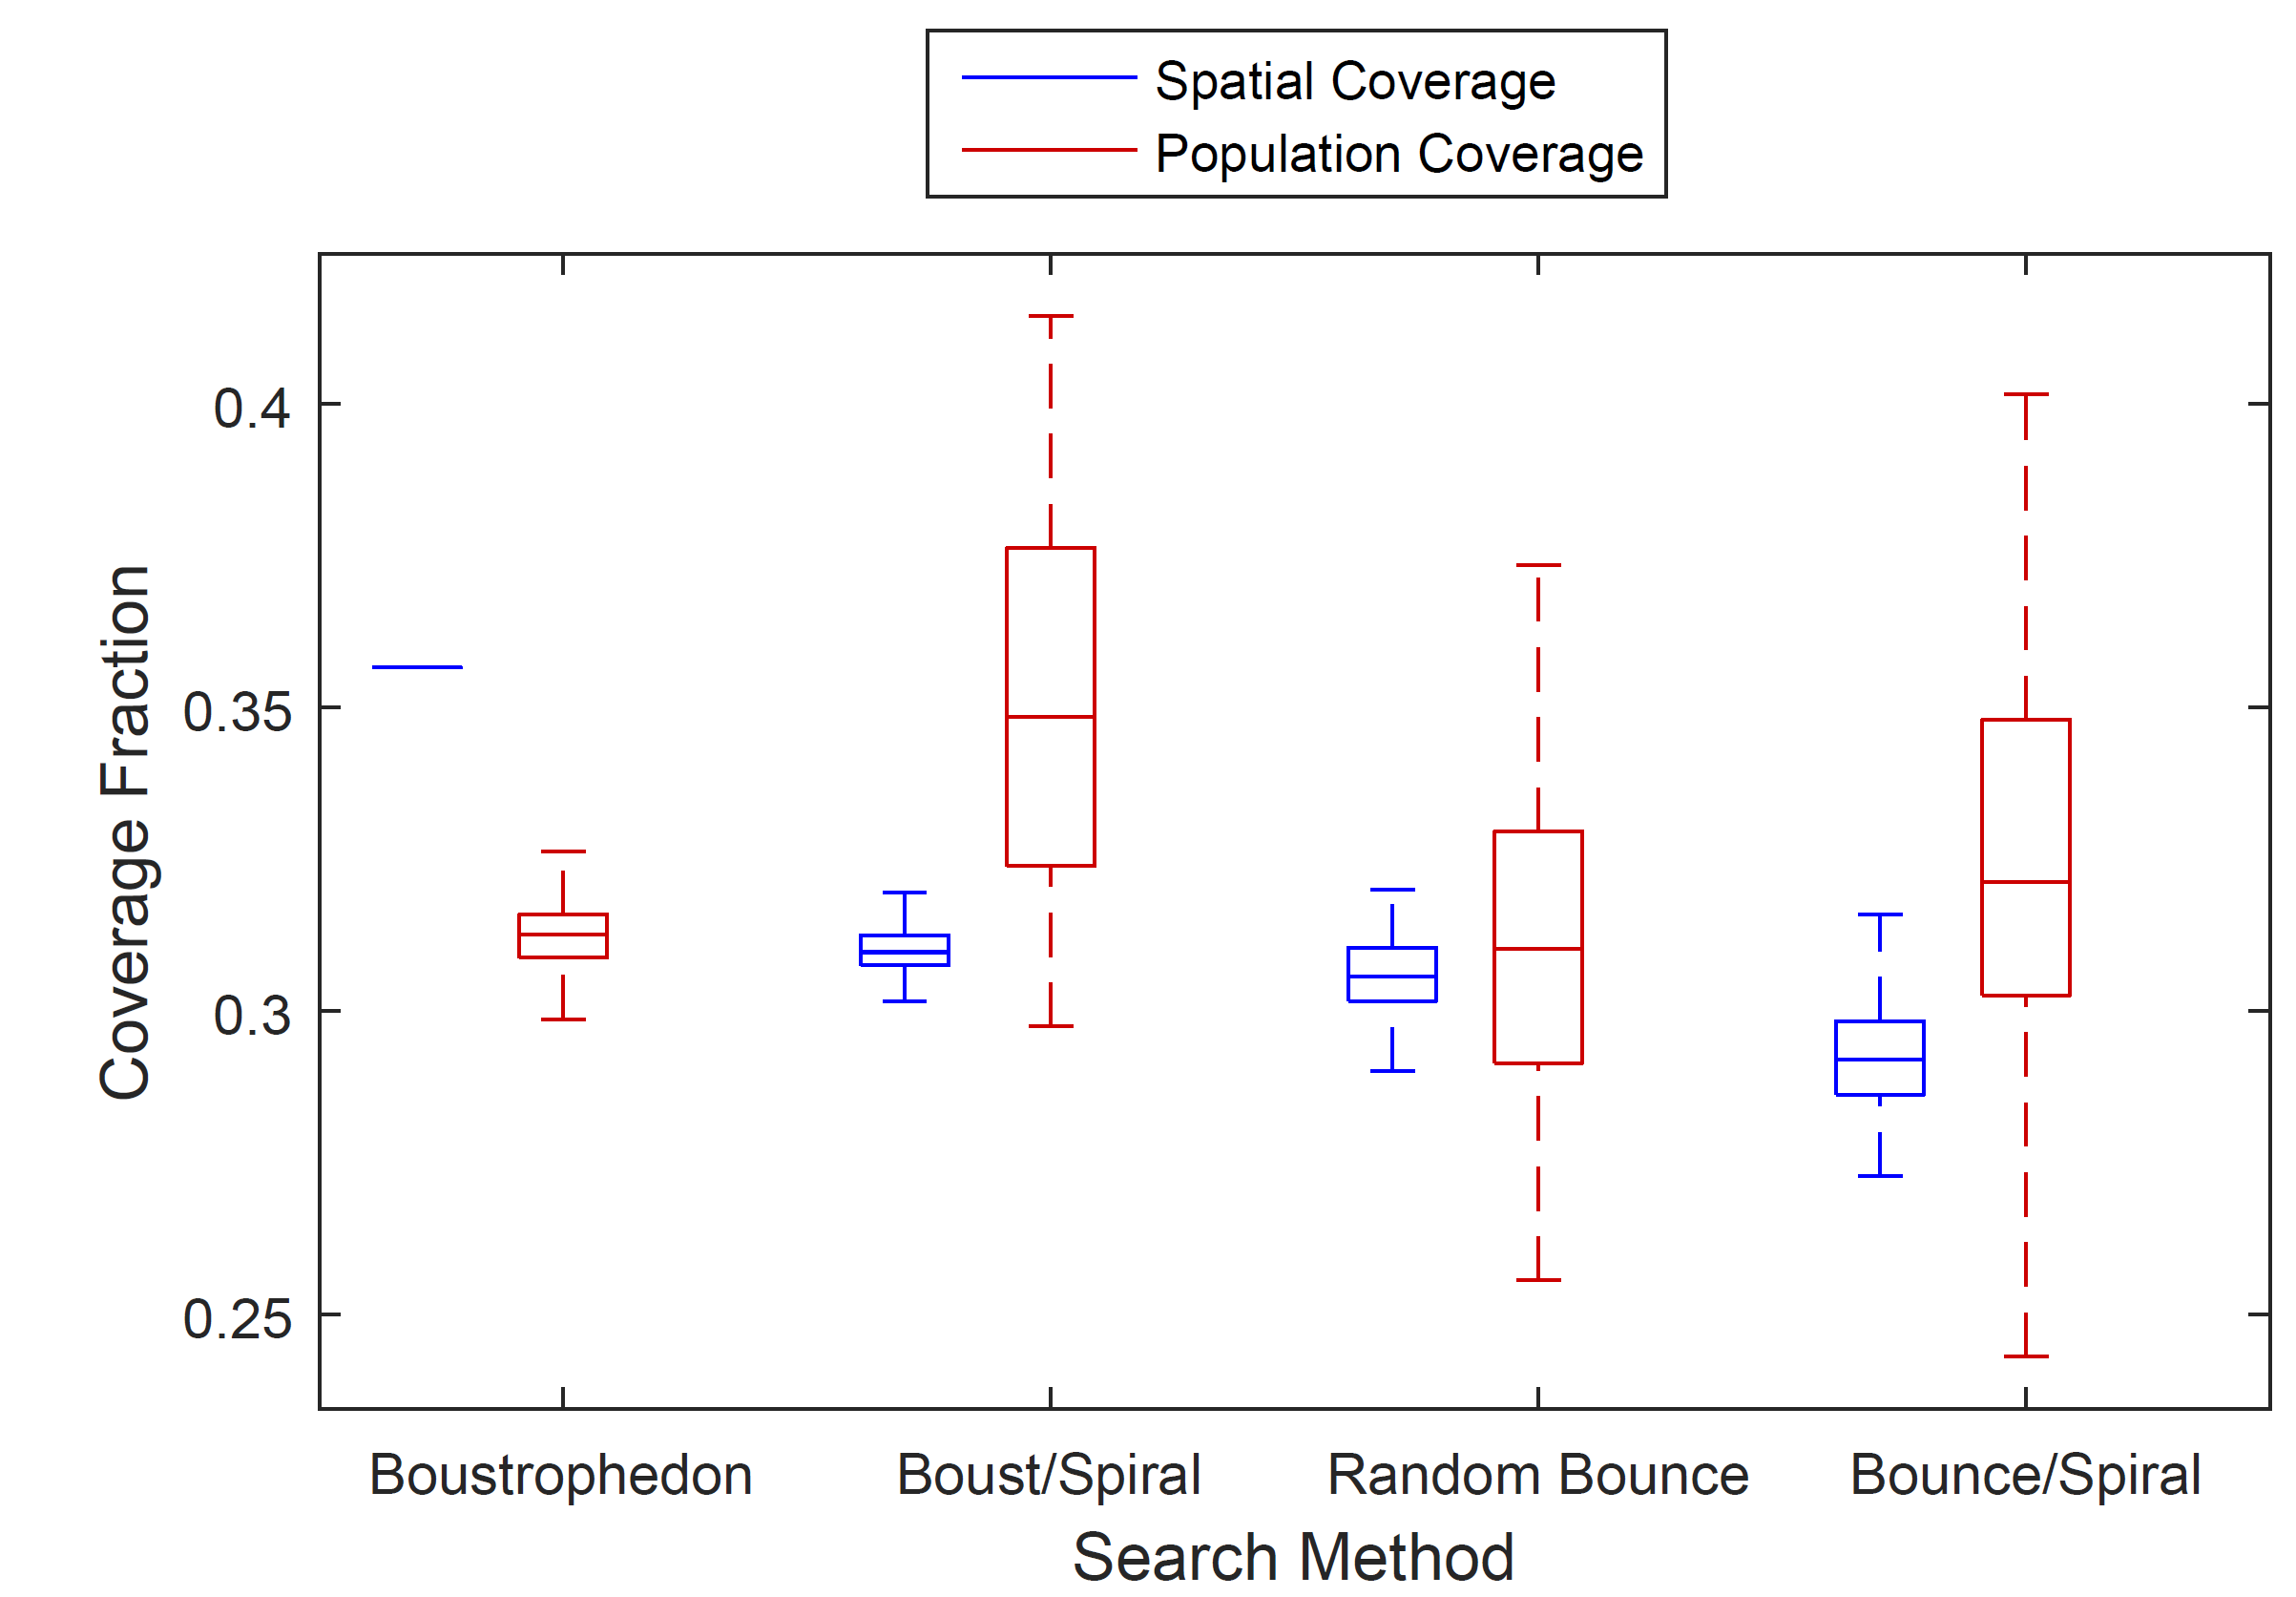 Spatial Coverage
Population Coverage
Coverage Fraction
0.4
0.35
0.3
0.25
Boustrophedon Boust/Spiral Random Bounce Bounce/Spiral
Search Method